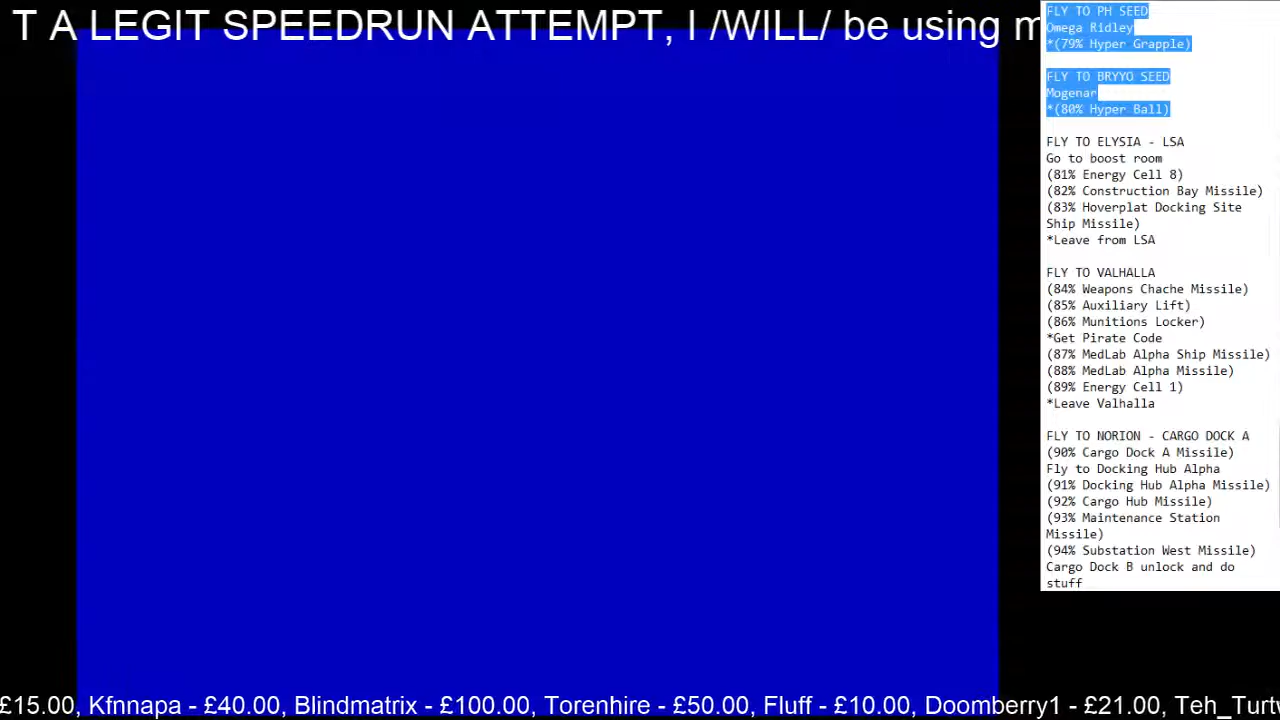 T A LEGIT SPEEDRUN ATTEMPT, I /WILL/ be using m
FLY TO PH SEED
Omega Ridley
*(79% Hyper Grapple)
FLY TO BRYYO SEED
Mogenar
*(80% Hyper Ball)
FLY TO ELYSIA - LSA
Go to boost room
(81% Energy Cell 8)
(82% Construction Bay Missile)
(83% Hoverplat Docking Site
Ship Missile)
*Leave from LSA
FLY TO VALHALLA
(84% Weapons Chache Missile)
(85% Auxiliary Lift)
(86% Munitions Locker)
*Get Pirate Code
(87% MedLab Alpha Ship Missile)
(88% MedLab Alpha Missile)
(89% Energy Cell 1)
*Leave Valhalla
FLY TO NORION - CARGO DOCK A
(90% Cargo Dock A Missile)
Fly to Docking Hub Alpha
(91% Docking Hub Alpha Missile)
(92% Cargo Hub Missile)
(93% Maintenance Station
Missile)
(94% Substation West Missile)
Cargo Dock B unlock and do
stuff
£15.00, Kfnnapa - £40.00, Blindmatrix - £100.00, Torenhire - £50.00, Fluff - £10.00, Doomberry1 - £21.00, Teh_Turtw